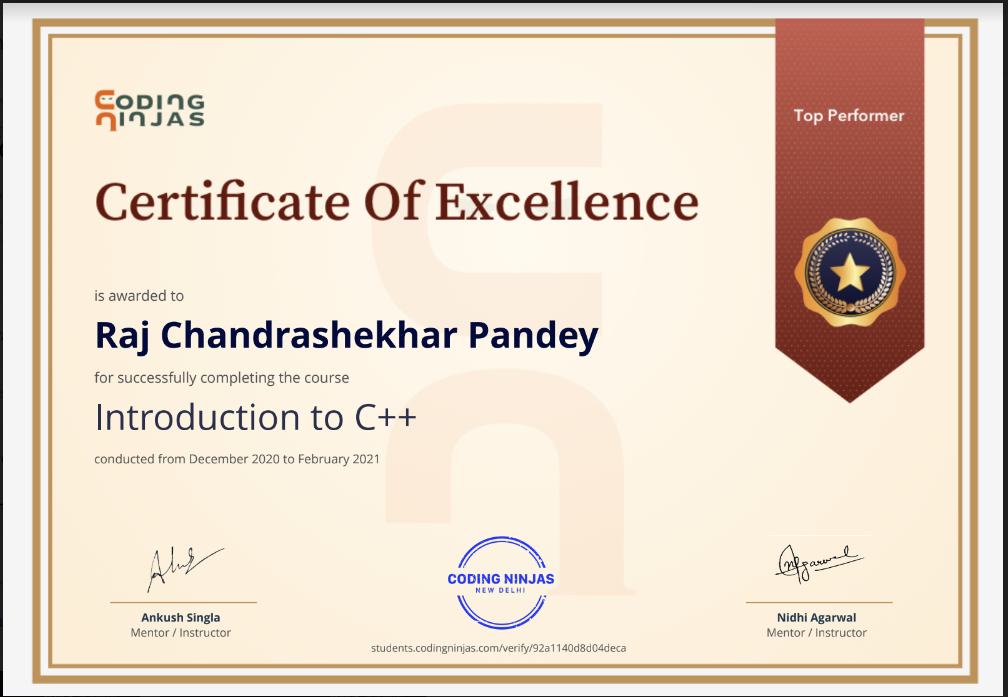 CODING
NINJAS
Top Performer
Certificate Of Excellence
is awarded to
Raj Chandrashekhar Pandey
for successfully completing the course
Introduction to C++
conducted from December 2020 to February 2021
CODING NINJAS
NEW DELHI
Ankush Singla
Mentor / Instructor
Nidhi Agarwal
Mentor / Instructor
students.codingninjas.com/verify/92a1140d8d04deca